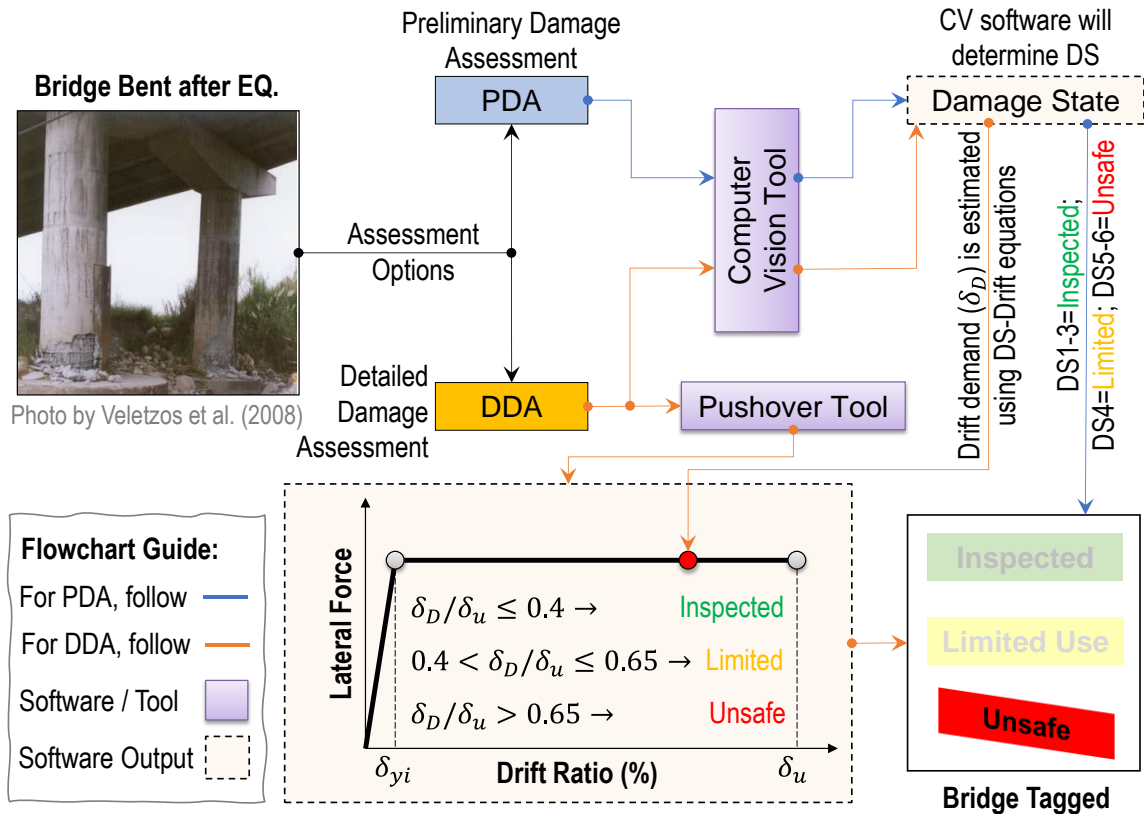 Preliminary Damage
Assessment
PDA
CV software will
determine DS
Damage State
Bridge Bent after EQ.
Photo by Veletzos et al. (2008)
Assessment
Options
Computer
Vision Tool
Detailed
Damage
Assessment
DDA
Pushover Tool
Drift demand (δ_D) is estimated
using DS-Drift equations
DS1-3=Inspected;
DS4=Limited; DS5-6=Unsafe
Flowchart Guide:
For PDA, follow
For DDA, follow
Software / Tool
Software Output
Lateral Force
δ_D/δ_u ≤ 0.4 → Inspected
0.4 < δ_D/δ_u ≤ 0.65 → Limited
δ_D/δ_u > 0.65 → Unsafe
δ_yi
Drift Ratio (%)
δ_u
Inspected
Limited Use
Unsafe
Bridge Tagged